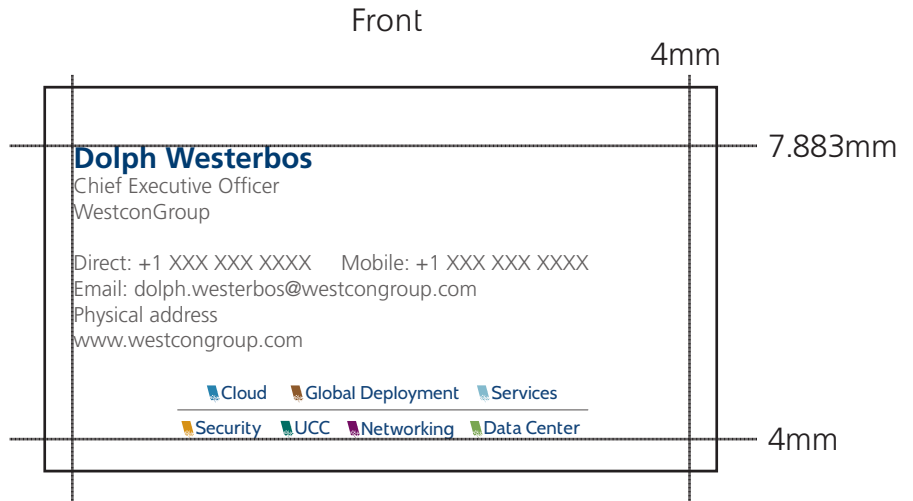 Front
4mm
7.883mm
Dolph Westerbos
Chief Executive Officer
WestconGroup
Direct: +1 XXX XXX XXXX Mobile: +1 XXX XXX XXXX
Email: dolph.westerbos@westcongroup.com
Physical address
www.westcongroup.com
Cloud Global Deployment Services
Security UCC Networking Data Center
4mm